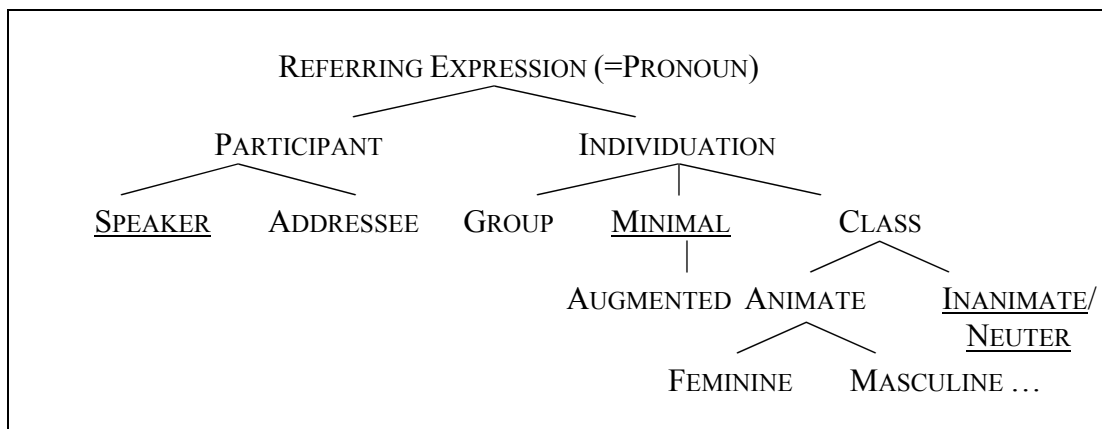 REFERRING EXPRESSION (=PRONOUN)
PARTICIPANT INDIVIDUATION
SPEAKER ADDRESSEE GROUP MINIMAL CLASS
AUGMENTED ANIMATE INANIMATE/
NEUTER
FEMININE MASCULINE …